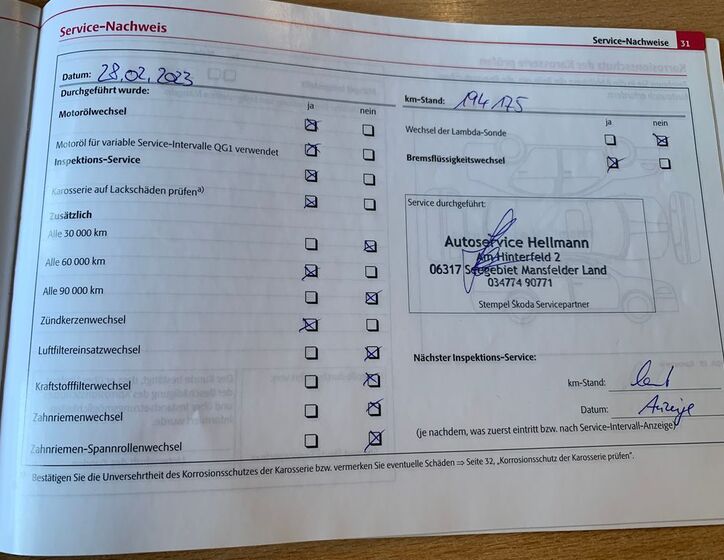 Service-Nachweis
Service-Nachweise 31
Datum: 28.02.2023
Durchgeführt wurde:
ja nein
Motorölwechsel ☒ ☐
Motoröl für variable Service-Intervalle QG1 verwendet ☒ ☐
Inspektions-Service ☒ ☐
Karosserie auf Lackschäden prüfenᵃ⁾ ☒ ☐
Zusätzlich
Alle 30 000 km ☐ ☒
Alle 60 000 km ☒ ☐
Alle 90 000 km ☐ ☒
Zündkerzenwechsel ☒ ☐
Luftfiltereinsatzwechsel ☐ ☒
Kraftstofffilterwechsel ☐ ☒
Zahnriemenwechsel ☐ ☒
Zahnriemen-Spannrollenwechsel ☐ ☒
km-Stand: 194 175
ja nein
Wechsel der Lambda-Sonde ☐ ☒
Bremsflüssigkeitswechsel ☒ ☐
Service durchgeführt:
Autoservice Hellmann
Am Hinterfeld 2
06317 Seegebiet Mansfelder Land
034774 90771
Stempel Škoda Servicepartner
Nächster Inspektions-Service:
km-Stand: laut
Datum: Anzeige
(je nachdem, was zuerst eintritt bzw. nach Service-Intervall-Anzeige)
Bestätigen Sie die Unversehrtheit des Korrosionsschutzes der Karosserie bzw. vermerken Sie eventuelle Schäden ⇒ Seite 32, „Korrosionsschutz der Karosserie prüfen“.